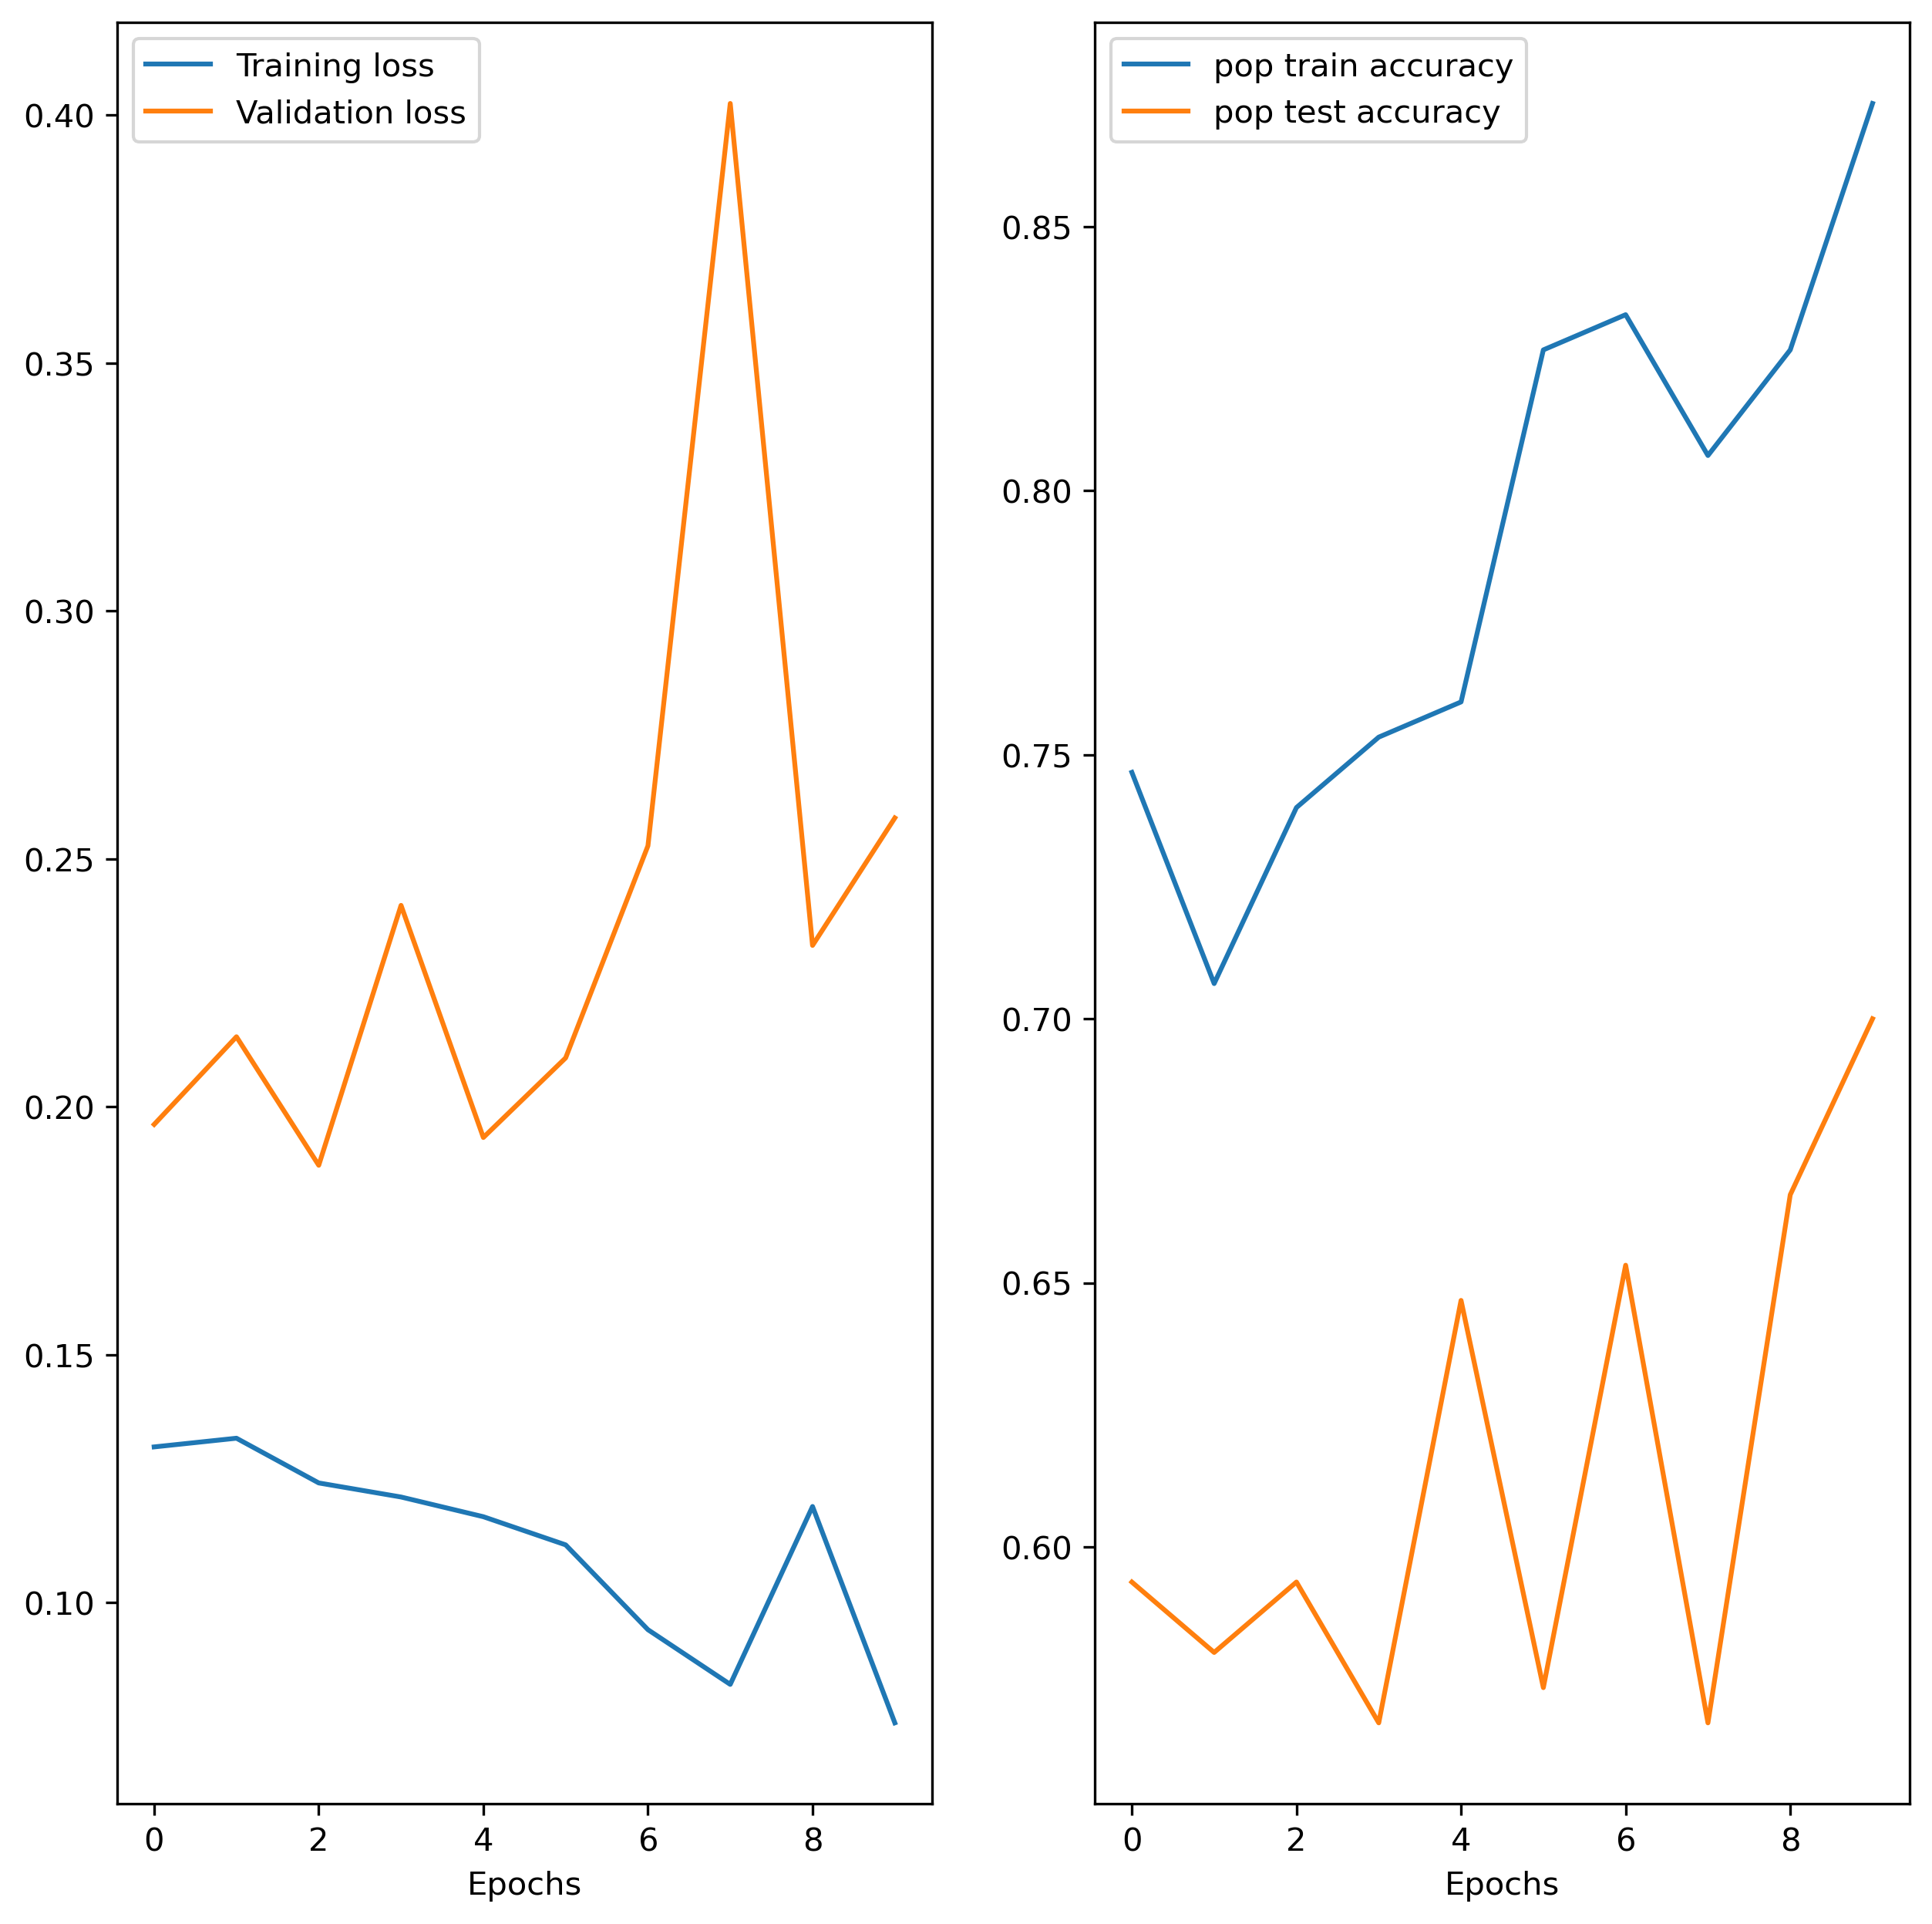 Training loss
Validation loss
0.40
0.35
0.30
0.25
0.20
0.15
0.10
0 2 4 6 8
Epochs
pop train accuracy
pop test accuracy
0.85
0.80
0.75
0.70
0.65
0.60
0 2 4 6 8
Epochs